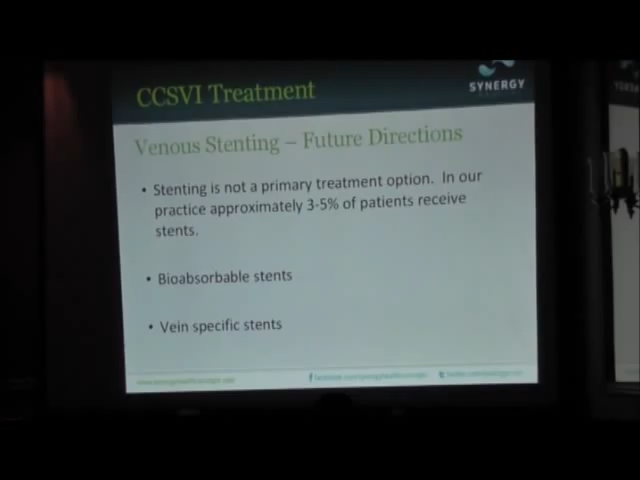 CCSVI Treatment
SYNERGY
Venous Stenting – Future Directions
• Stenting is not a primary treatment option. In our
practice approximately 3-5% of patients receive
stents.
• Bioabsorbable stents
• Vein specific stents